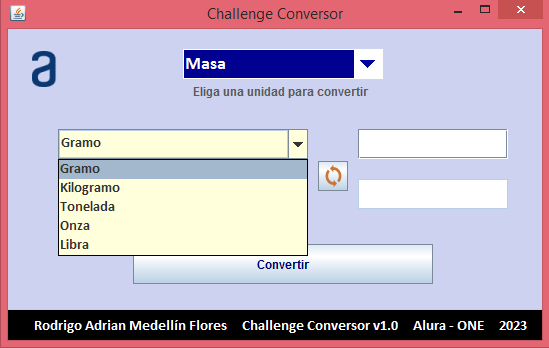 Challenge Conversor
a
Masa
Eliga una unidad para convertir
Gramo
Gramo
Kilogramo
Tonelada
Onza
Libra
Convertir
Rodrigo Adrian Medellín Flores Challenge Conversor v1.0 Alura - ONE 2023